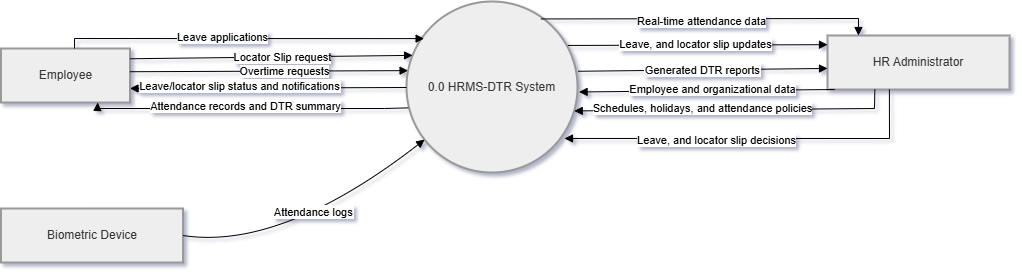 Real-time attendance data
Leave applications
Leave, and locator slip updates
Locator Slip request
HR Administrator
Employee
Overtime requests
Generated DTR reports
Leave/locator slip status and notifications
0.0 HRMS-DTR System
Employee and organizational data
Attendance records and DTR summary
Schedules, holidays, and attendance policies
Leave, and locator slip decisions
Attendance logs
Biometric Device